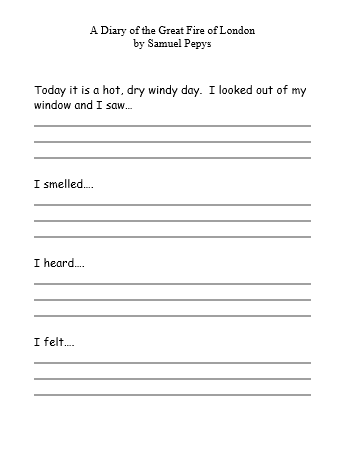 A Diary of the Great Fire of London
by Samuel Pepys
Today it is a hot, dry windy day.  I looked out of my
window and I saw…
I smelled….
I heard….
I felt….